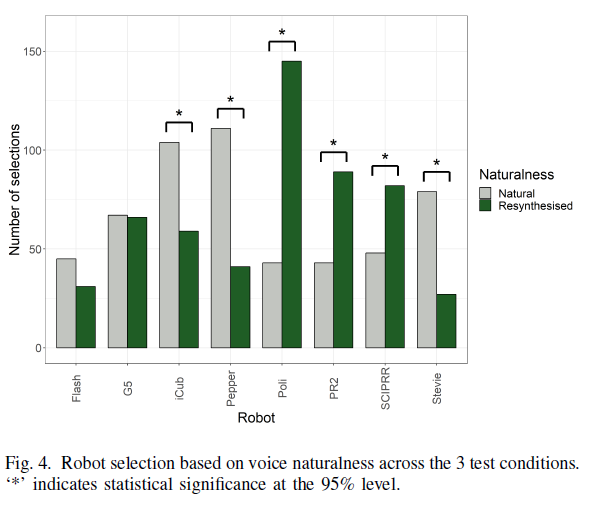 150
100
50
0
Number of selections
*
*
*
*
*
*
Flash
G5
iCub
Pepper
Poli
PR2
SCIPRR
Stevie
Robot
Naturalness
Natural
Resynthesised
Fig. 4. Robot selection based on voice naturalness across the 3 test conditions.
‘*’ indicates statistical significance at the 95% level.